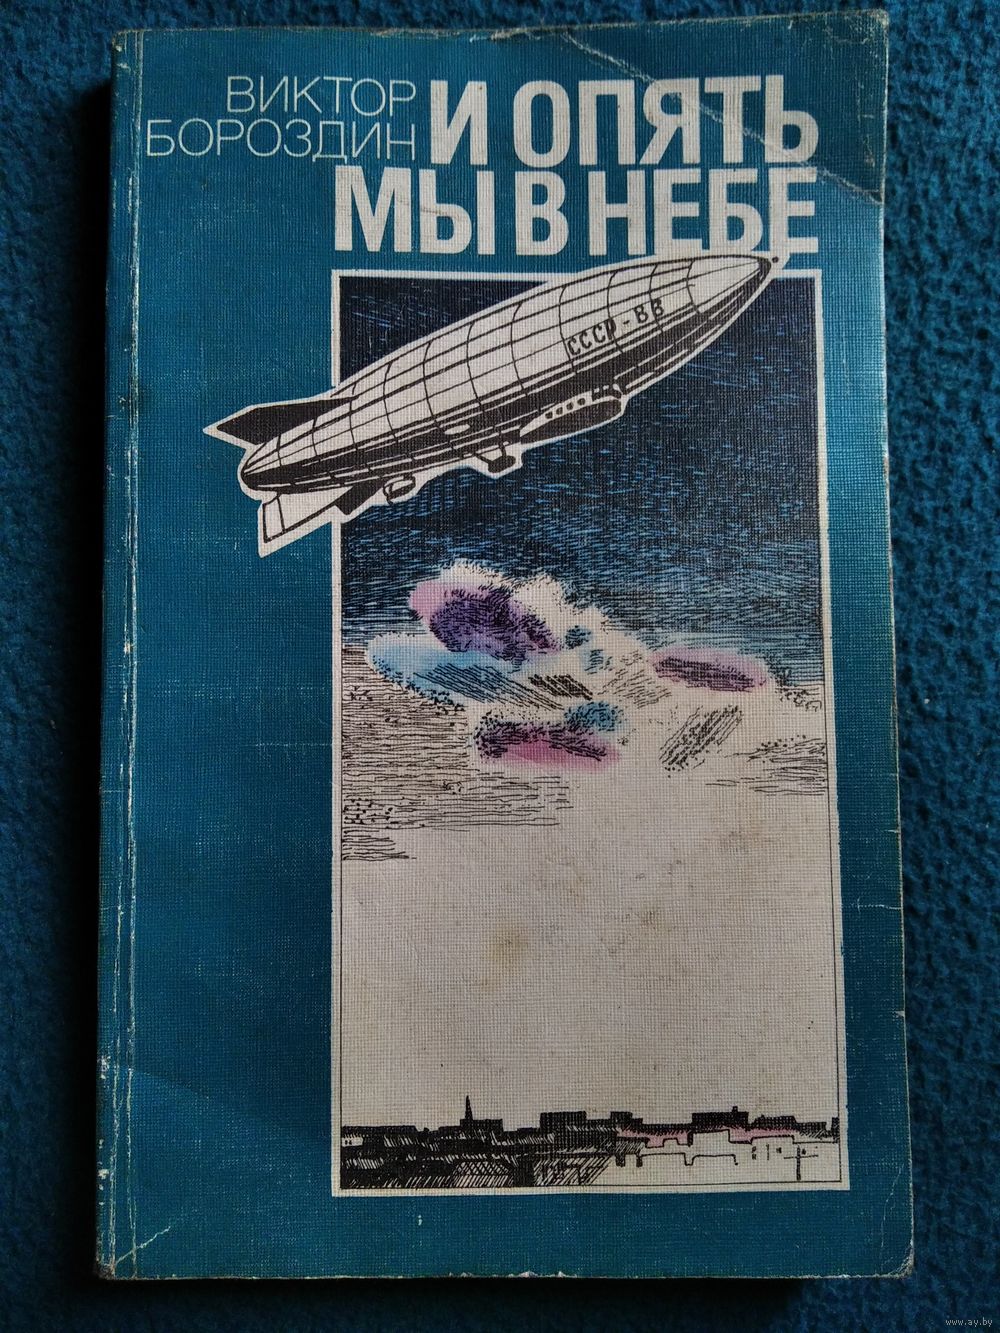 ВИКТОР
БОРОЗДИН
И ОПЯТЬ
МЫ В НЕБЕ
СССР-В8
www.ay.by